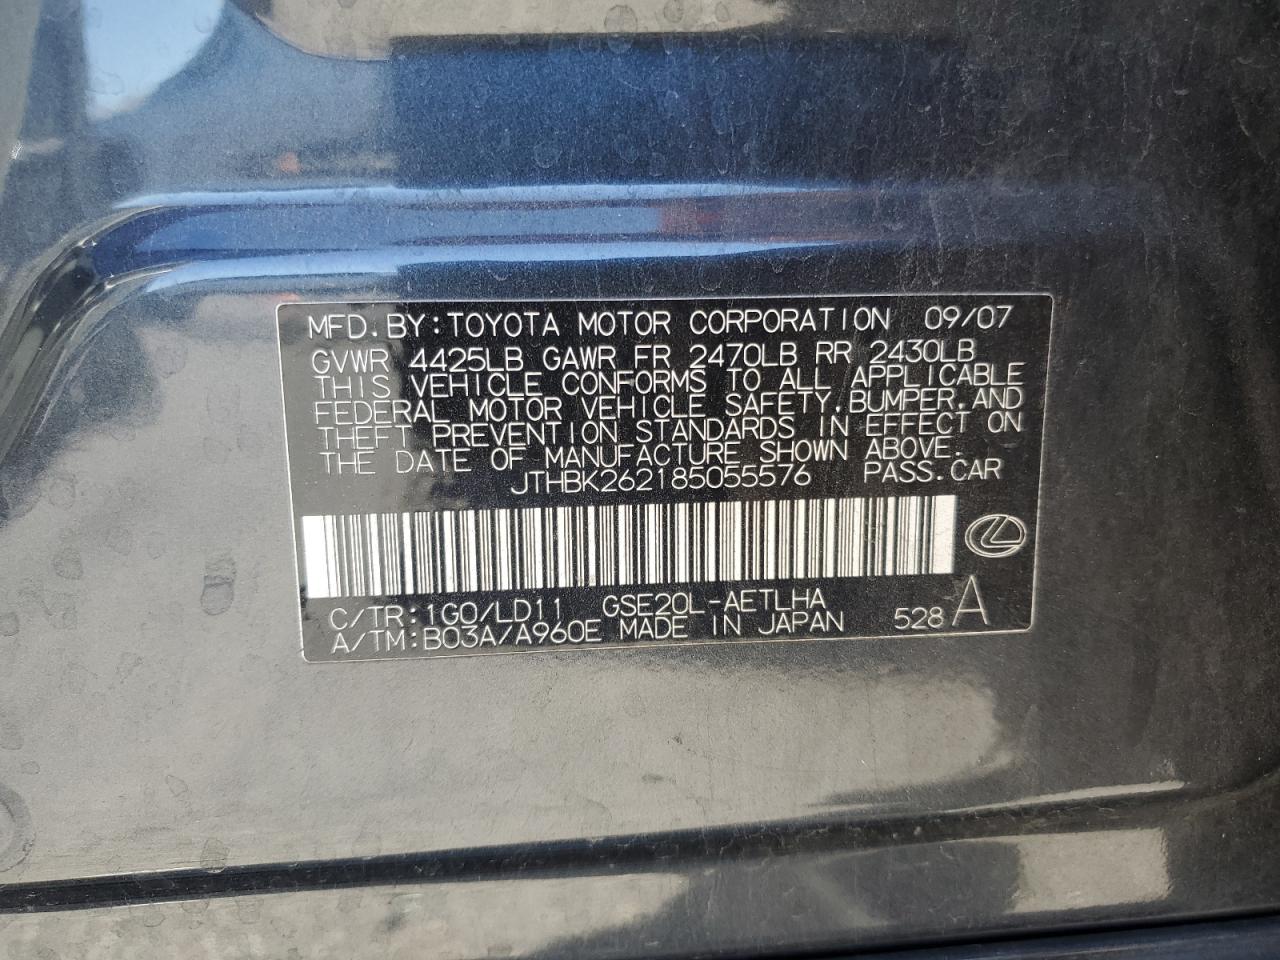 MFD.BY:TOYOTA MOTOR CORPORATION 09/07
GVWR 4425LB GAWR FR 2470LB RR 2430LB
THIS VEHICLE CONFORMS TO ALL APPLICABLE
FEDERAL MOTOR VEHICLE SAFETY,BUMPER,AND
THEFT PREVENTION STANDARDS IN EFFECT ON
THE DATE OF MANUFACTURE SHOWN ABOVE.
JTHBK262185055576 PASS.CAR
C/TR:1G0/LD11 GSE20L-AETLHA
A/TM:B03A/A960E MADE IN JAPAN 528 A